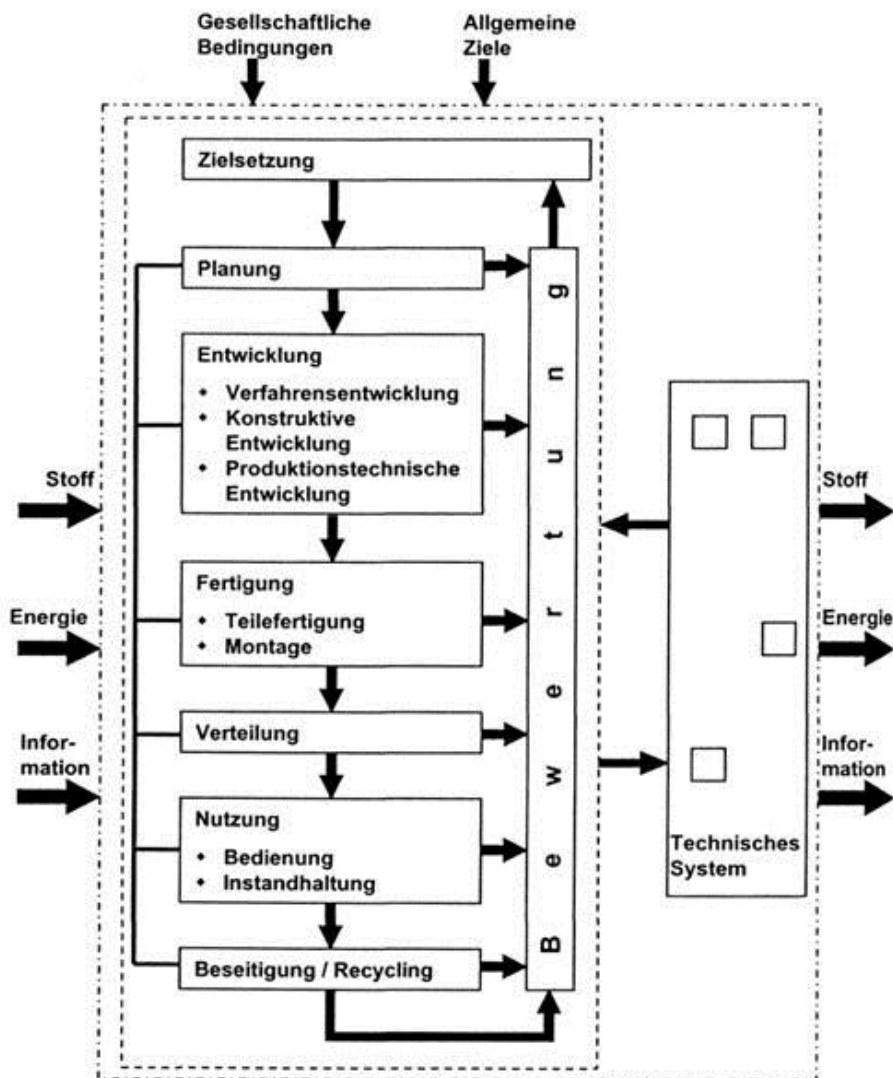 Gesellschaftliche
Bedingungen
Allgemeine
Ziele
Zielsetzung
Planung
Entwicklung
Verfahrensentwicklung
Konstruktive
Entwicklung
Produktionstechnische
Entwicklung
Fertigung
Teilefertigung
Montage
Verteilung
Nutzung
Bedienung
Instandhaltung
Beseitigung / Recycling
Bewertung
Stoff
Energie
Infor-
mation
Technisches
System
Stoff
Energie
Infor-
mation